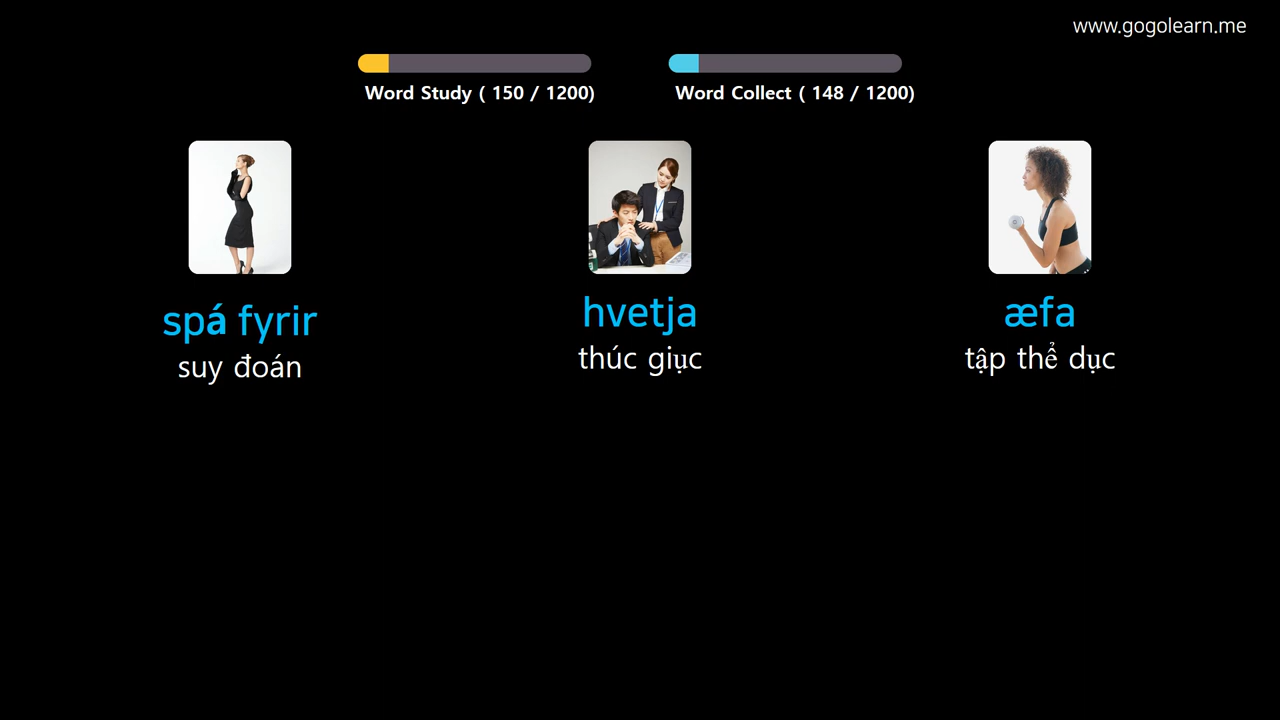 www.gogolearn.me
Word Study ( 150 / 1200)
Word Collect ( 148 / 1200)
spá fyrir
suy đoán
hvetja
thúc giục
æfa
tập thể dục